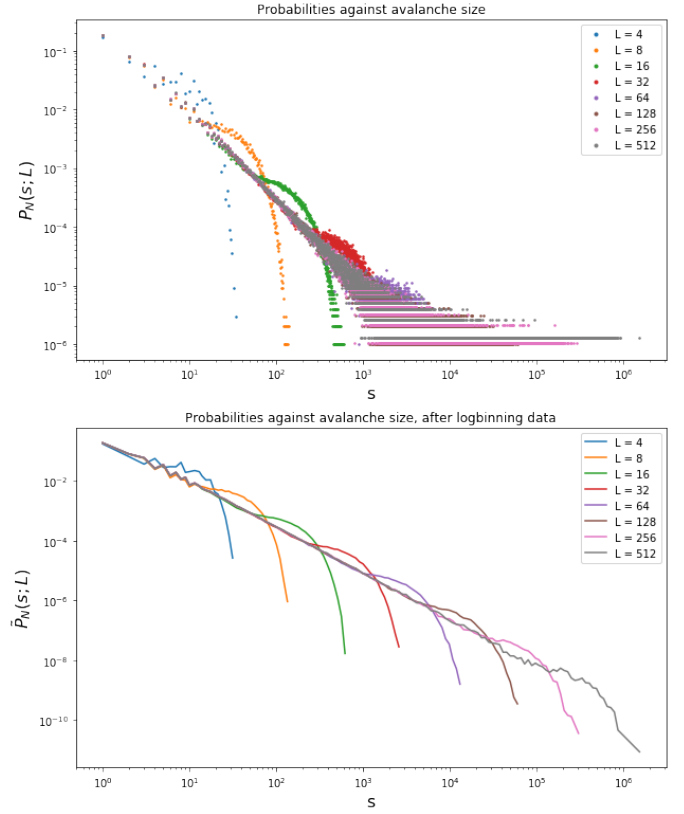 Probabilities against avalanche size
P_N(s; L)
10⁻¹
10⁻²
10⁻³
10⁻⁴
10⁻⁵
10⁻⁶
L = 4
L = 8
L = 16
L = 32
L = 64
L = 128
L = 256
L = 512
10⁰ 10¹ 10² 10³ 10⁴ 10⁵ 10⁶
s
Probabilities against avalanche size, after logbinning data
P̃_N(s; L)
10⁻²
10⁻⁴
10⁻⁶
10⁻⁸
10⁻¹⁰
L = 4
L = 8
L = 16
L = 32
L = 64
L = 128
L = 256
L = 512
10⁰ 10¹ 10² 10³ 10⁴ 10⁵ 10⁶
s